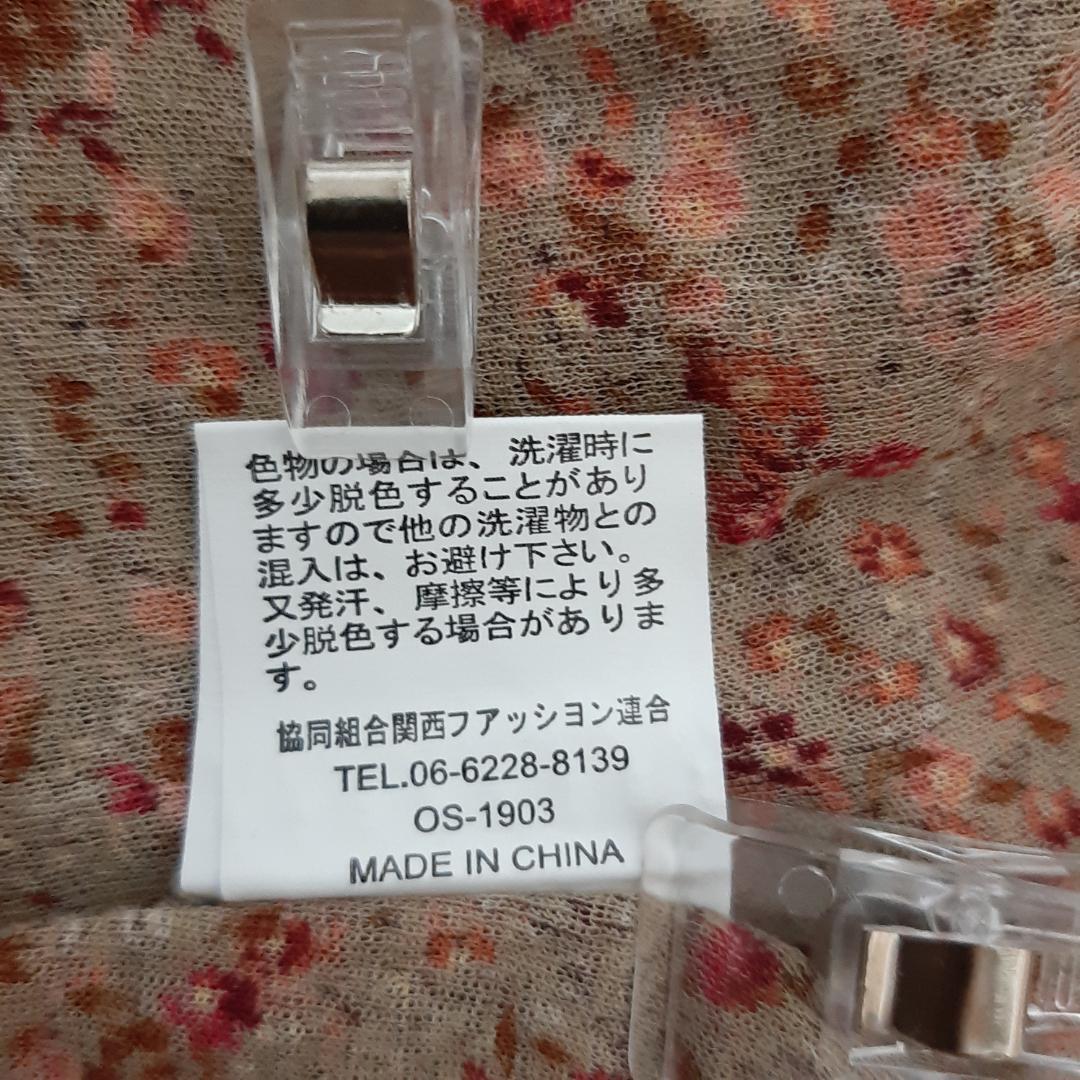 色物の場合は、洗濯時に
多少脱色することがあり
ますので他の洗濯物との
混入は、お避け下さい。
又発汗、摩擦等により多
少脱色する場合がありま
す。
協同組合関西フアッシヨン連合
TEL.06-6228-8139
OS-1903
MADE IN CHINA